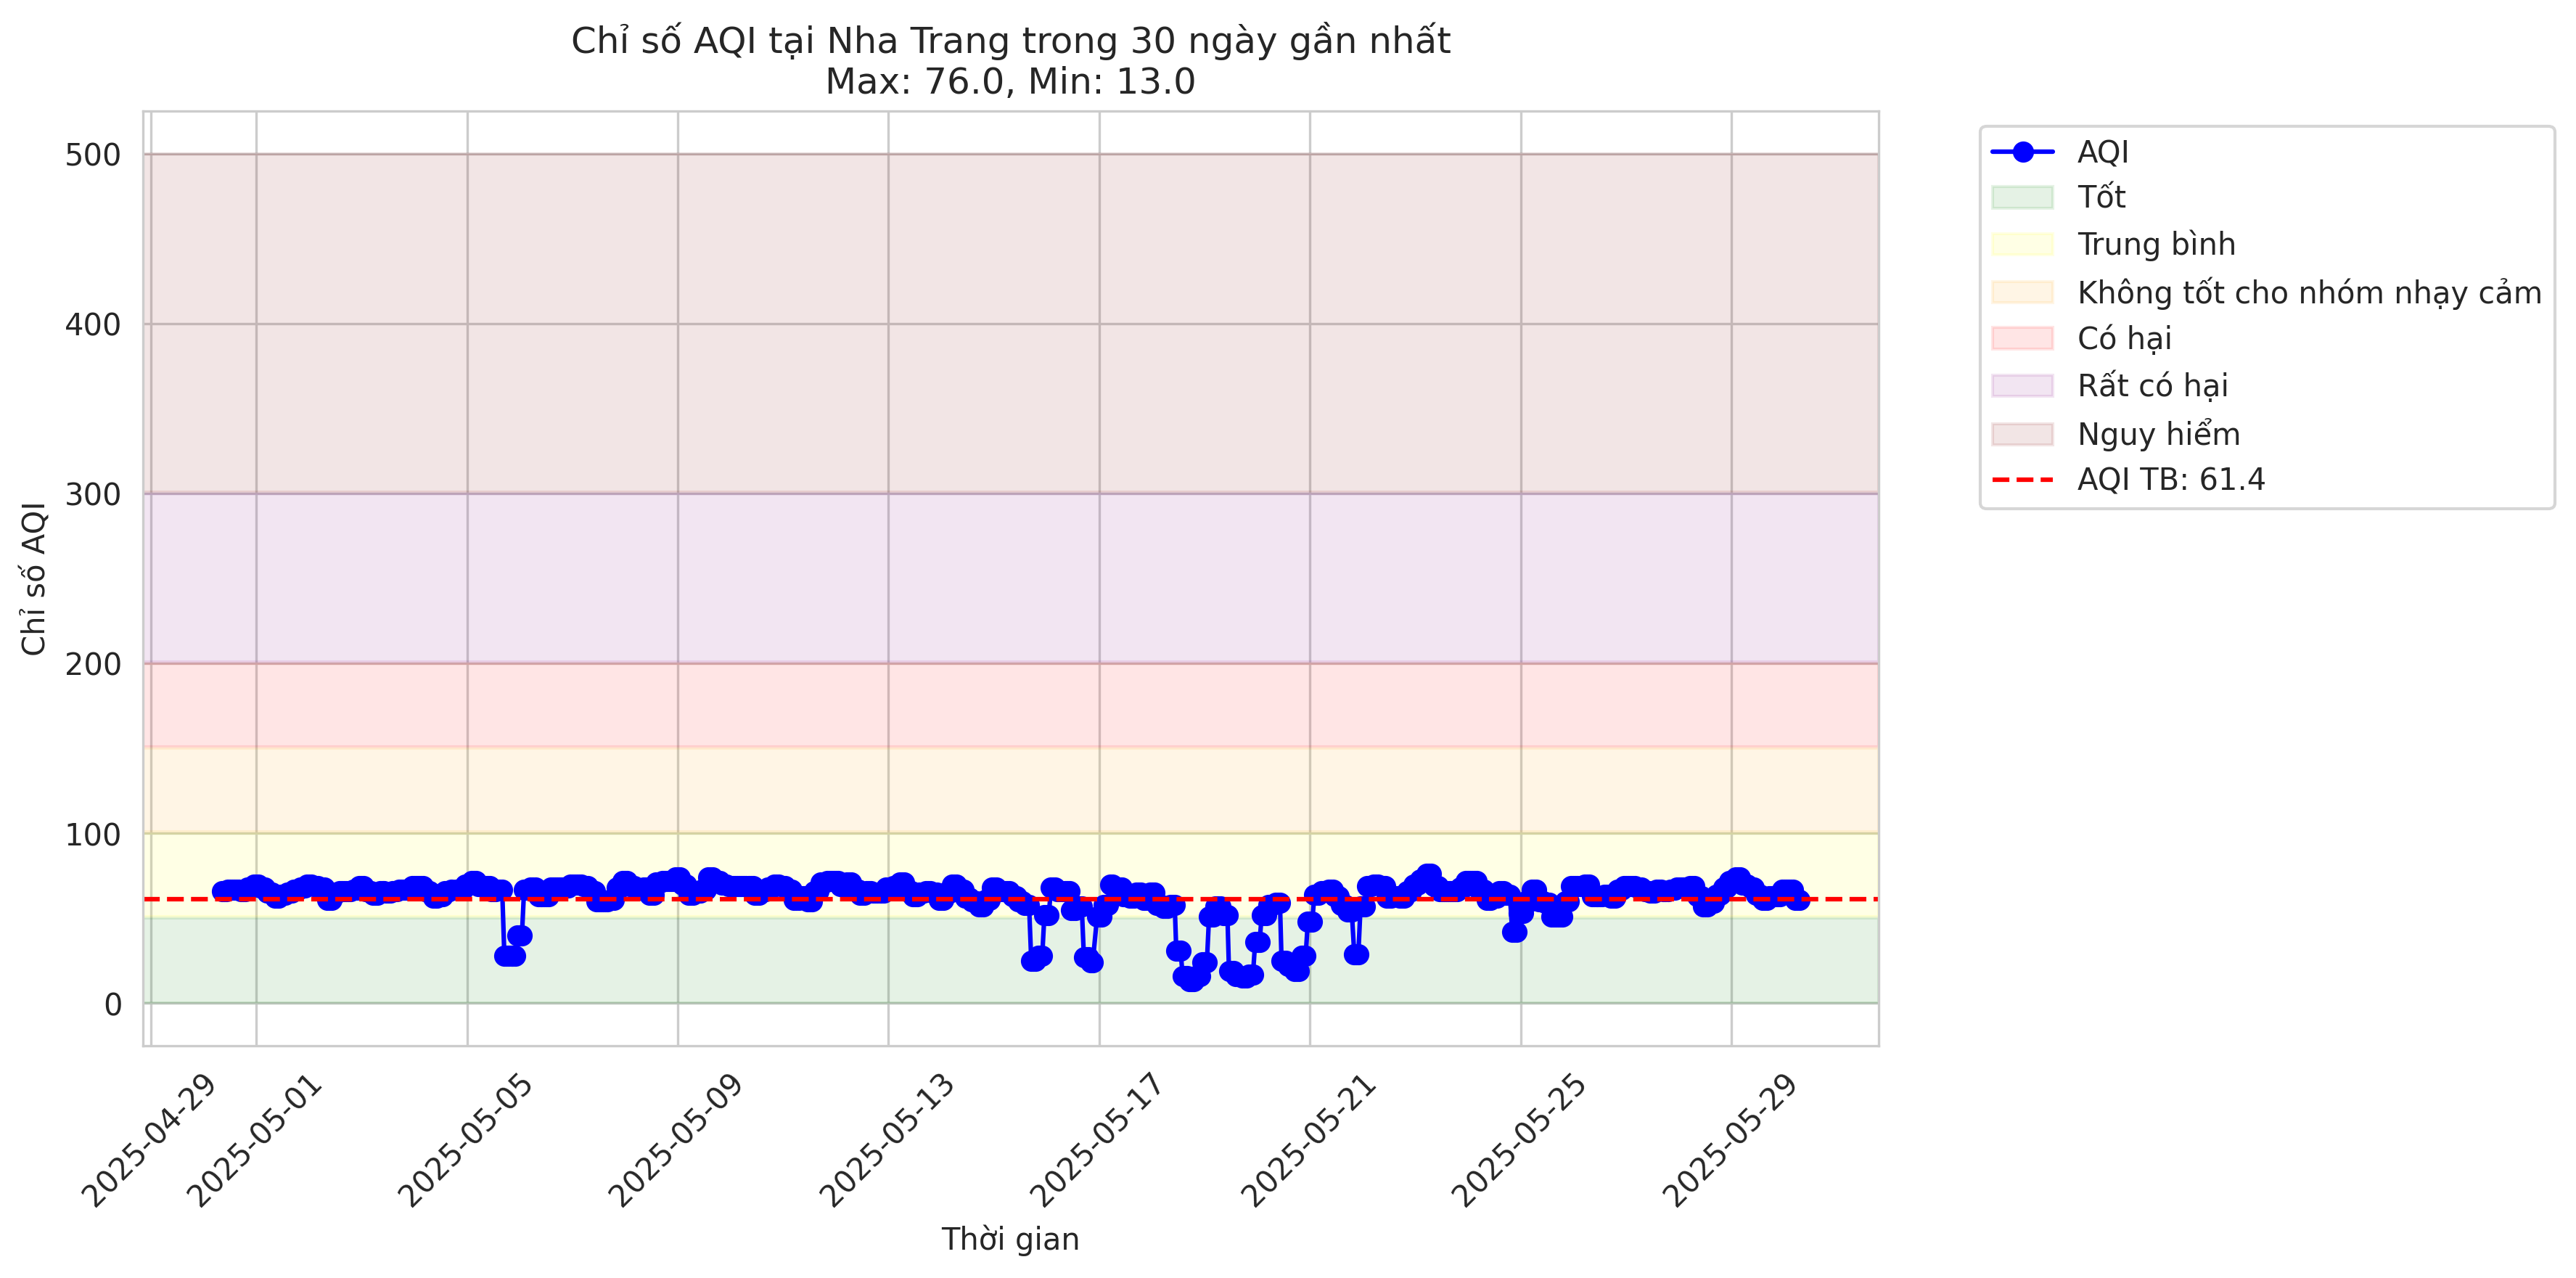 Chỉ số AQI tại Nha Trang trong 30 ngày gần nhất
Max: 76.0, Min: 13.0
Chỉ số AQI
500
400
300
200
100
0
2025-04-29
2025-05-01
2025-05-05
2025-05-09
2025-05-13
2025-05-17
2025-05-21
2025-05-25
2025-05-29
Thời gian
AQI
Tốt
Trung bình
Không tốt cho nhóm nhạy cảm
Có hại
Rất có hại
Nguy hiểm
AQI TB: 61.4